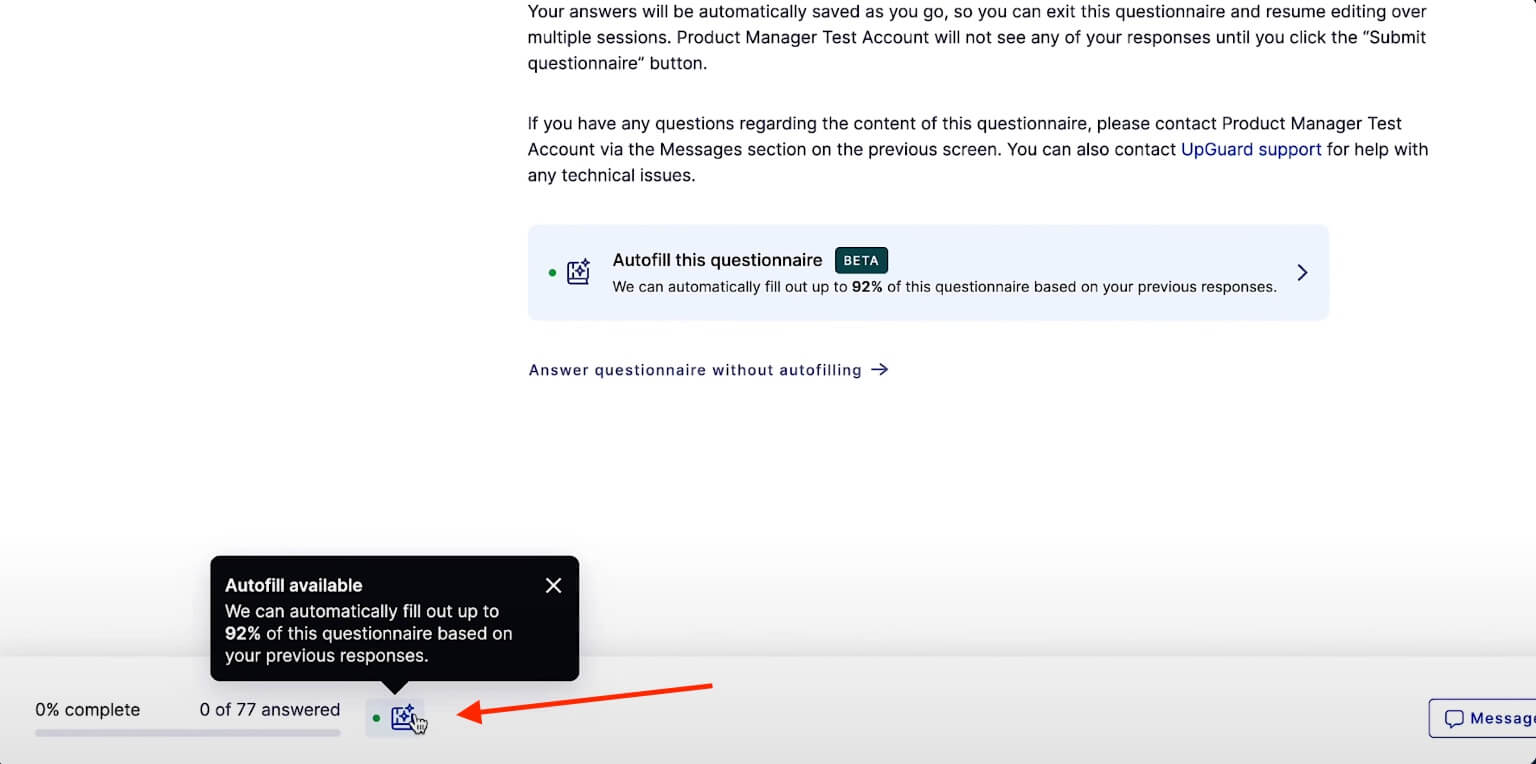 Your answers will be automatically saved as you go, so you can exit this questionnaire and resume editing over
multiple sessions. Product Manager Test Account will not see any of your responses until you click the “Submit
questionnaire” button.
If you have any questions regarding the content of this questionnaire, please contact Product Manager Test
Account via the Messages section on the previous screen. You can also contact UpGuard support for help with
any technical issues.
Autofill this questionnaire BETA
We can automatically fill out up to 92% of this questionnaire based on your previous responses.
Answer questionnaire without autofilling →
Autofill available
We can automatically fill out up to
92% of this questionnaire based on
your previous responses.
0% complete 0 of 77 answered
Message